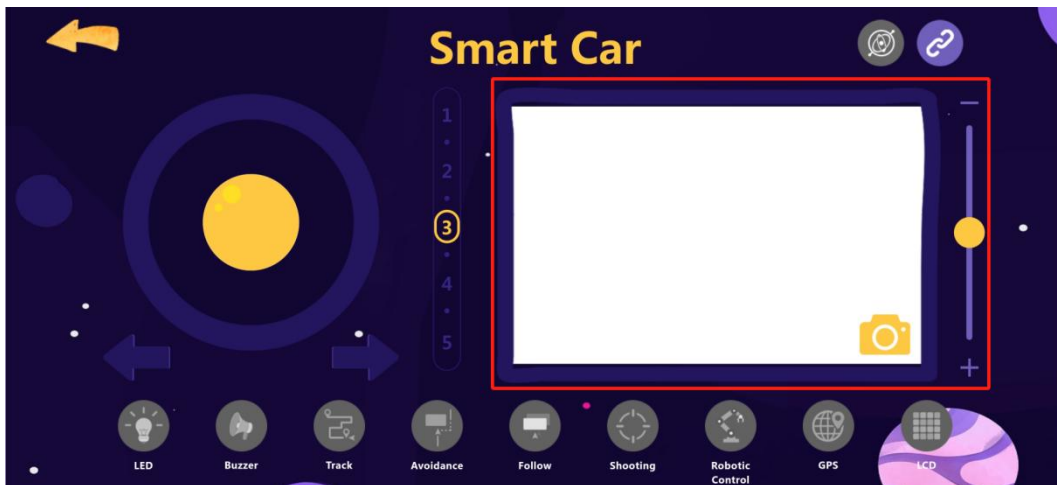 Smart Car
1
2
3
4
5
LED
Buzzer
Track
Avoidance
Follow
Shooting
Robotic
Control
GPS
LCD